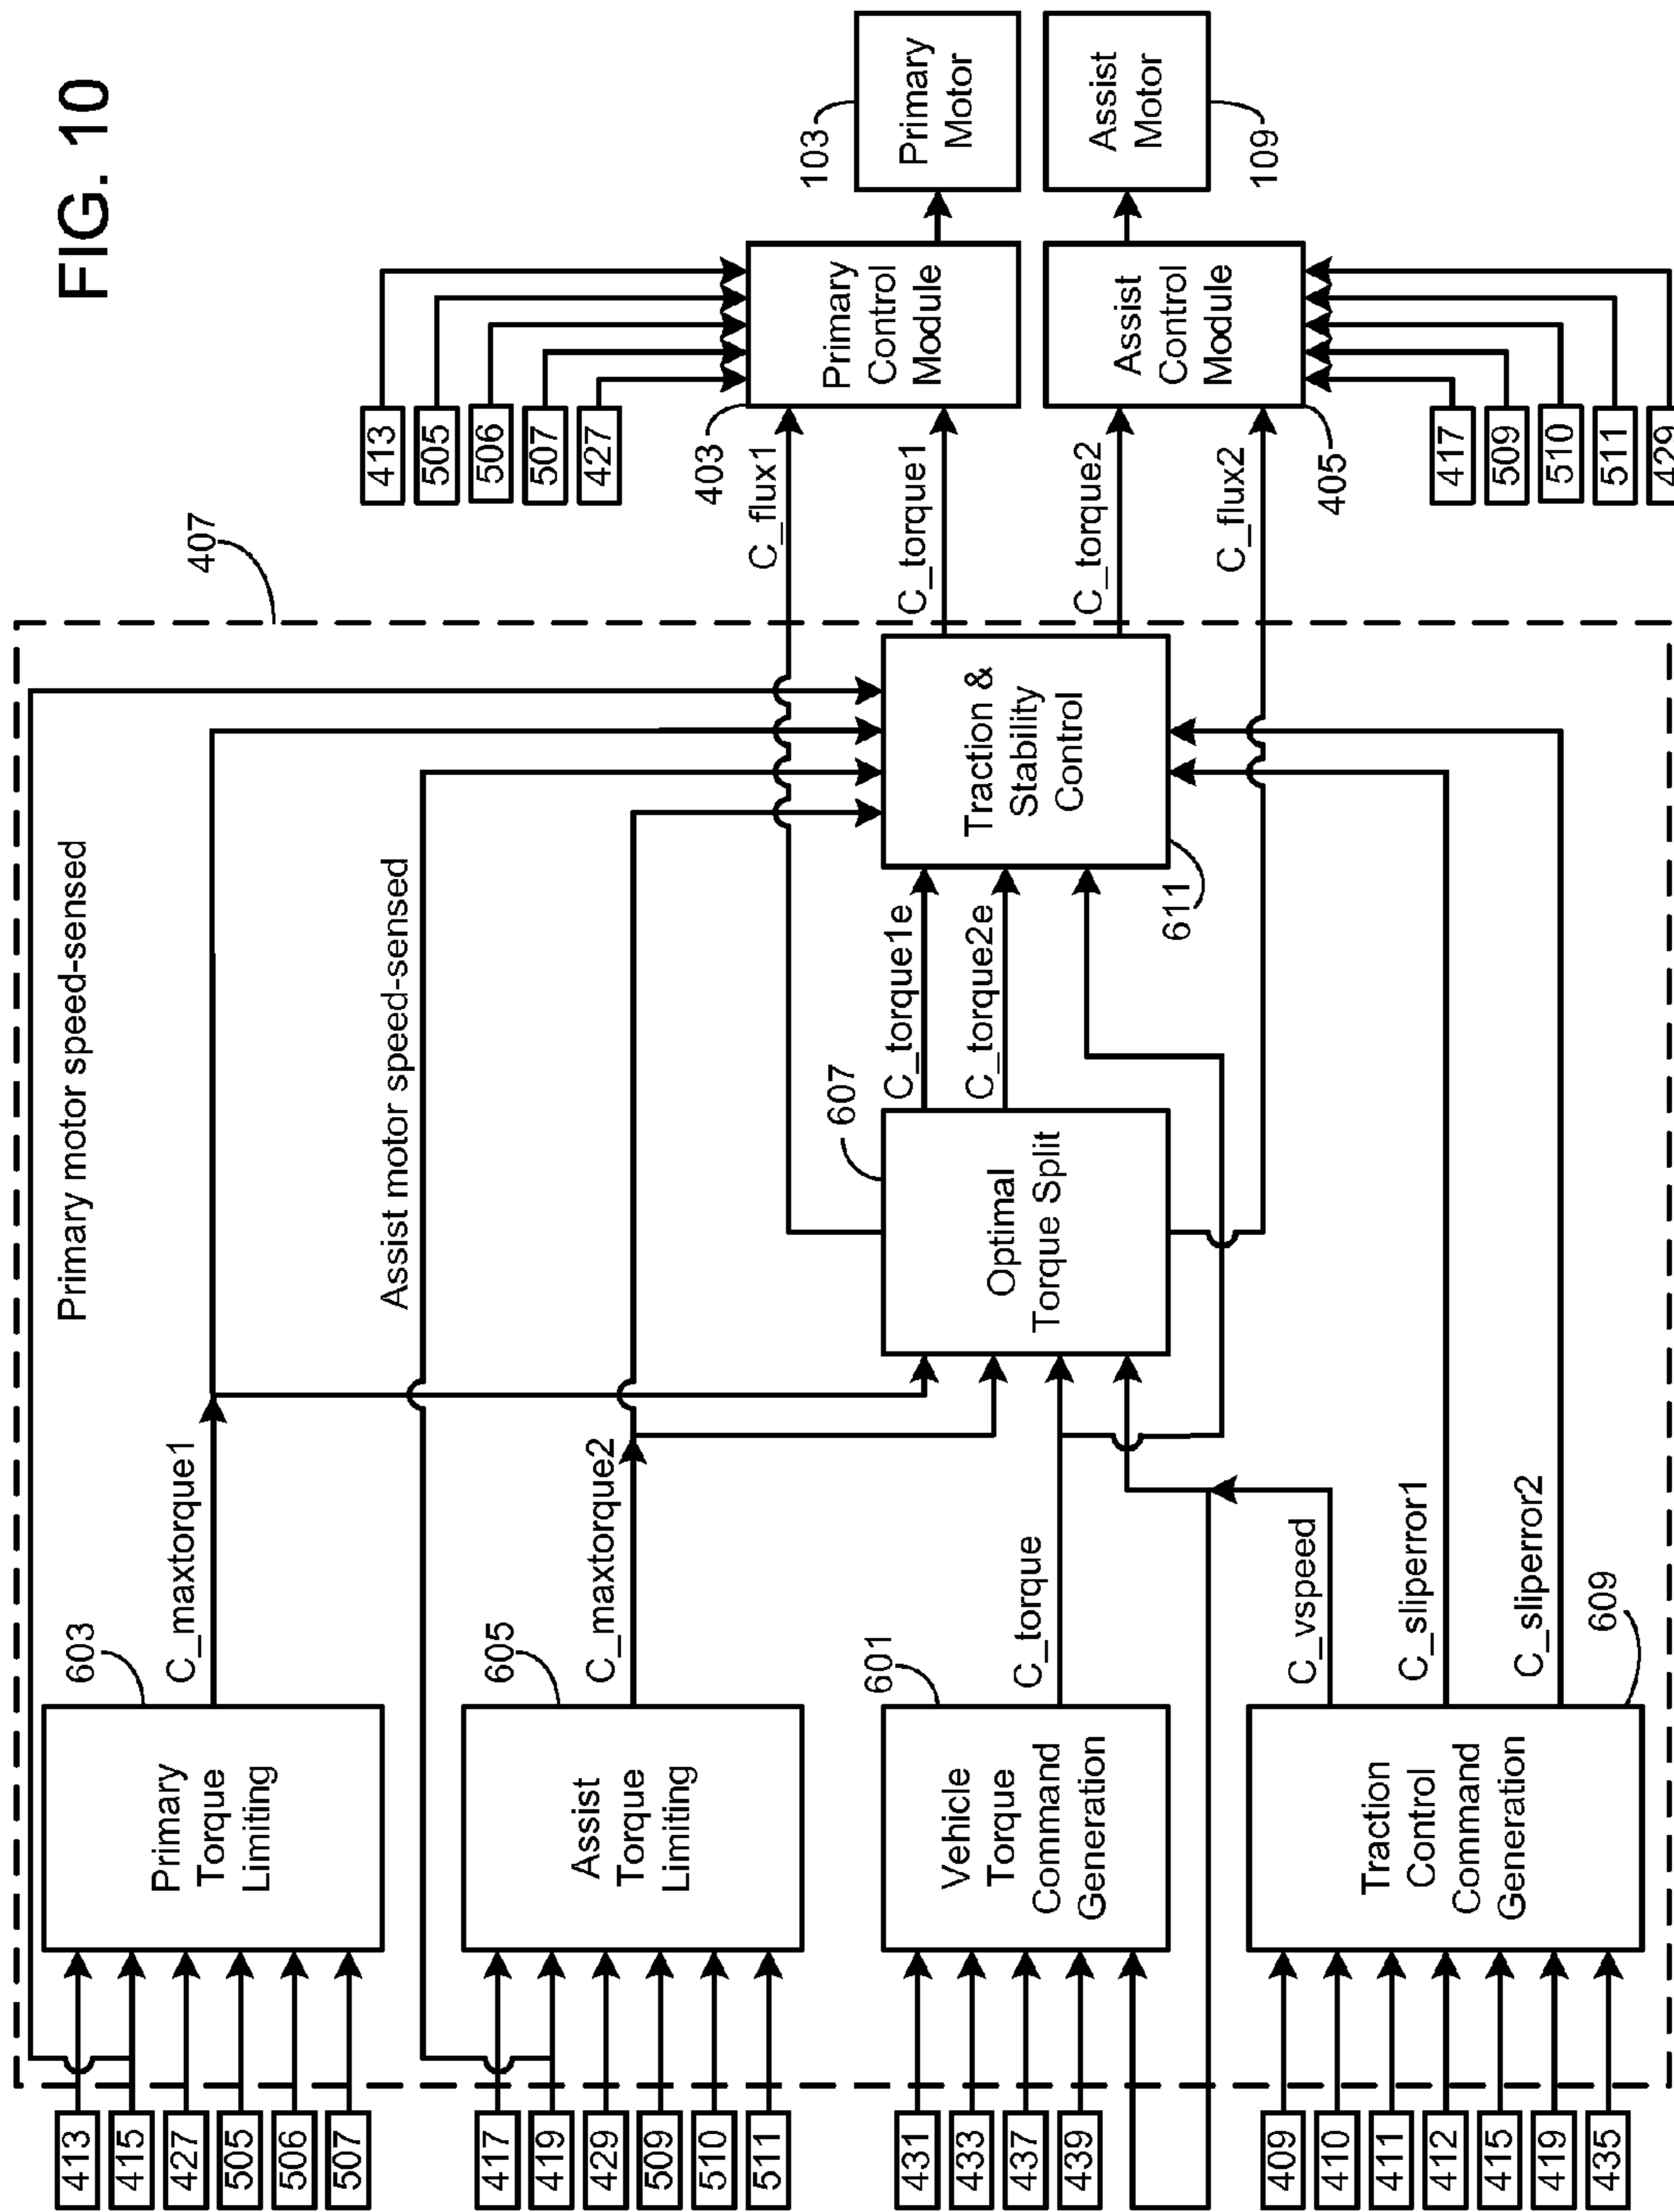 FIG. 10
413
415
427
505
506
507
Primary
Torque
Limiting
603
C_maxtorque1
Primary motor speed-sensed
407
417
419
429
509
510
511
Assist
Torque
Limiting
605
C_maxtorque2
Assist motor speed-sensed
431
433
437
439
Vehicle
Torque
Command
Generation
601
C_torque
409
410
411
412
415
419
435
Traction
Control
Command
Generation
609
C_vspeed
C_sliperror1
C_sliperror2
Optimal
Torque Split
607
C_torque1e
C_torque2e
Traction &
Stability
Control
611
C_flux1
C_torque1
C_torque2
C_flux2
413
505
506
507
427
403
Primary
Control
Module
103
Primary
Motor
Assist
Control
Module
405
Assist
Motor
109
417
509
510
511
429